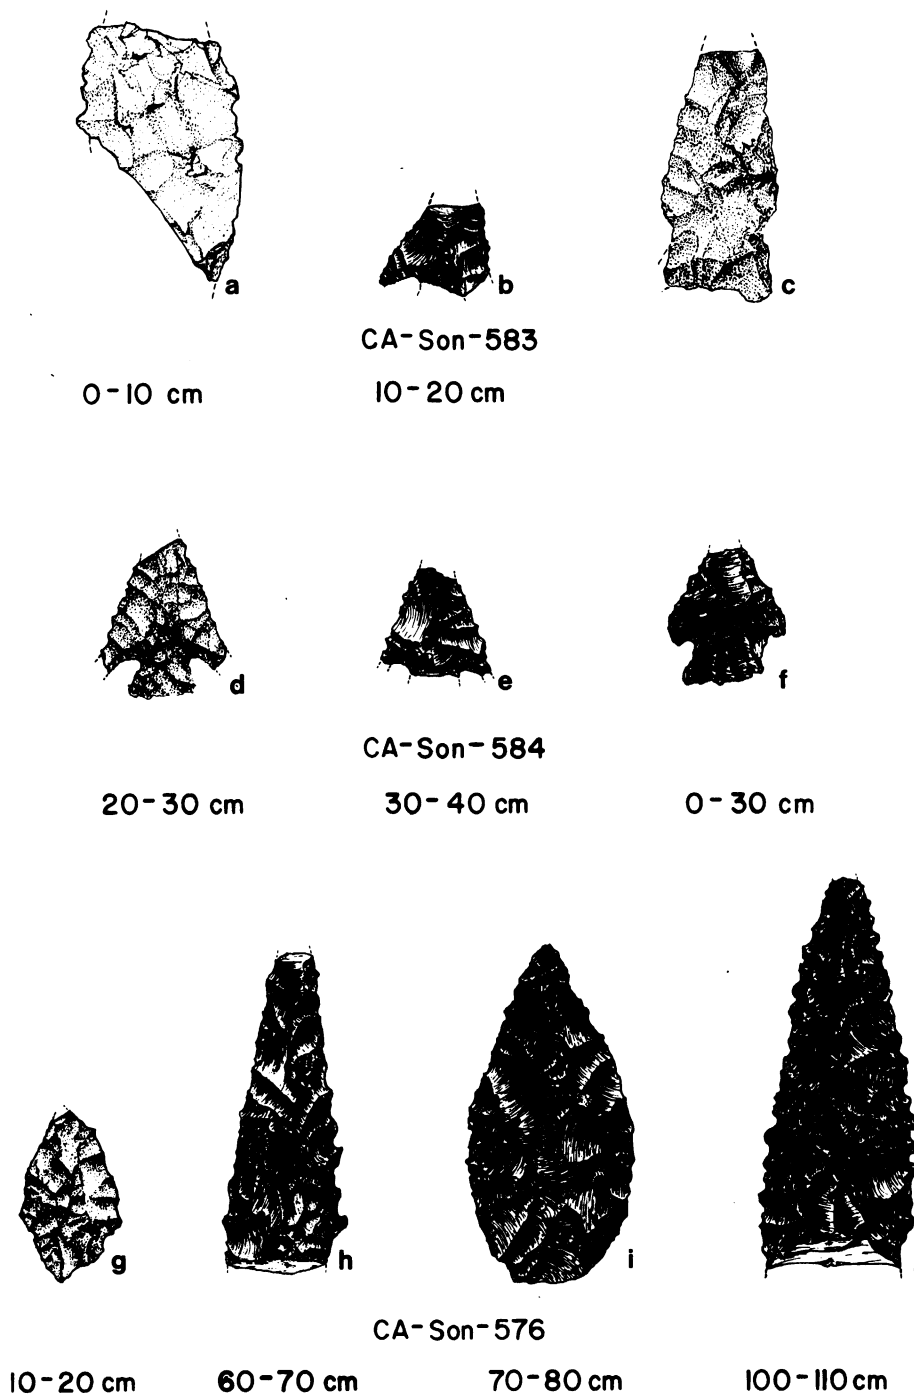 a b c
CA-Son-583
0-10 cm 10-20 cm
d e f
CA-Son-584
20-30 cm 30-40 cm 0-30 cm
g h i
CA-Son-576
10-20 cm 60-70 cm 70-80 cm 100-110 cm